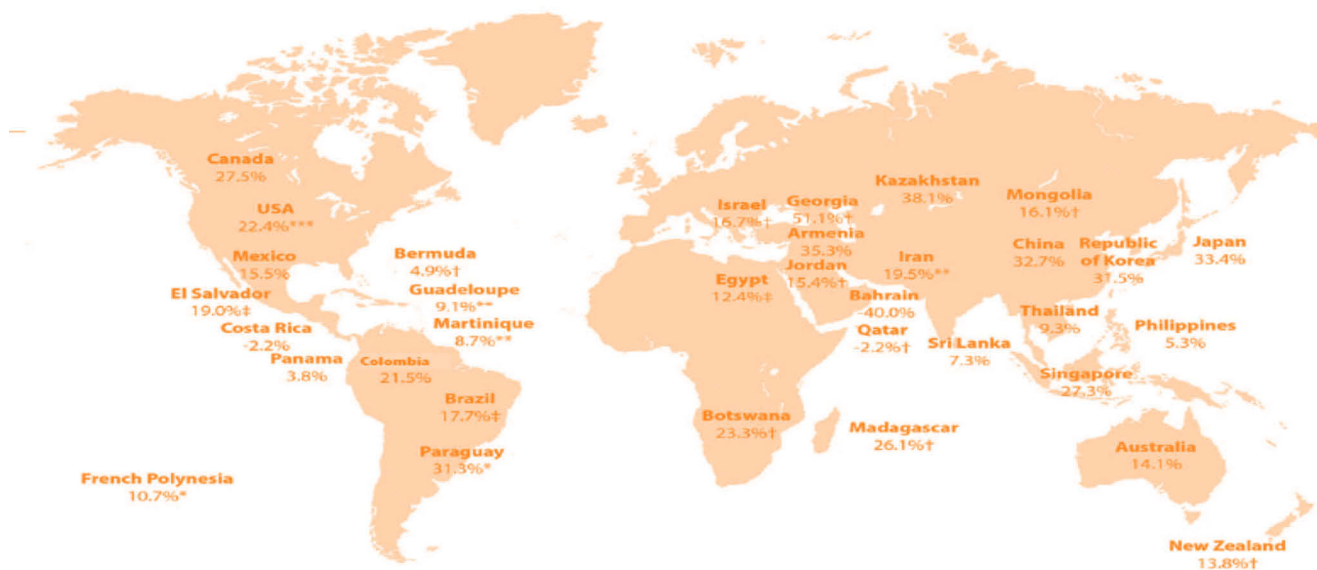 Canada
27.5%
USA
22.4%***
Mexico
15.5%
El Salvador
19.0%‡
Costa Rica
-2.2%
Panama
3.8%
Bermuda
4.9%†
Guadeloupe
9.1%**
Martinique
8.7%**
Colombia
21.5%
Brazil
17.7%‡
Paraguay
31.3%*
French Polynesia
10.7%*
Israel
16.7%†
Georgia
51.1%†
Armenia
35.3%
Kazakhstan
38.1%
Mongolia
16.1%†
Egypt
12.4%‡
Jordan
15.4%†
Iran
19.5%**
China
32.7%
Republic
of Korea
31.5%
Japan
33.4%
Bahrain
-40.0%
Qatar
-2.2%†
Sri Lanka
7.3%
Thailand
9.3%
Philippines
5.3%
Singapore
27.3%
Botswana
23.3%†
Madagascar
26.1%†
Australia
14.1%
New Zealand
13.8%†